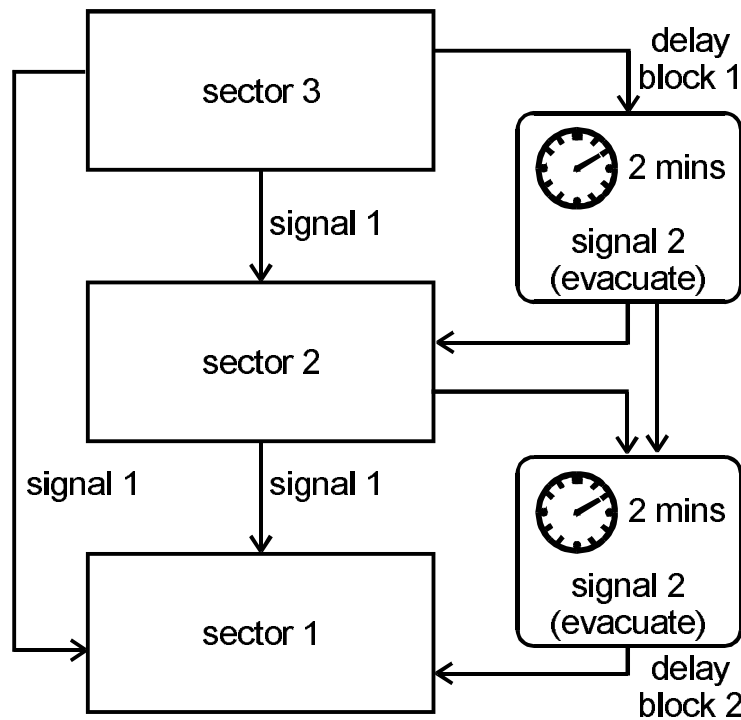 sector 3
delay
block 1
2 mins
signal 2
(evacuate)
signal 1
sector 2
signal 1
signal 1
2 mins
signal 2
(evacuate)
sector 1
delay
block 2